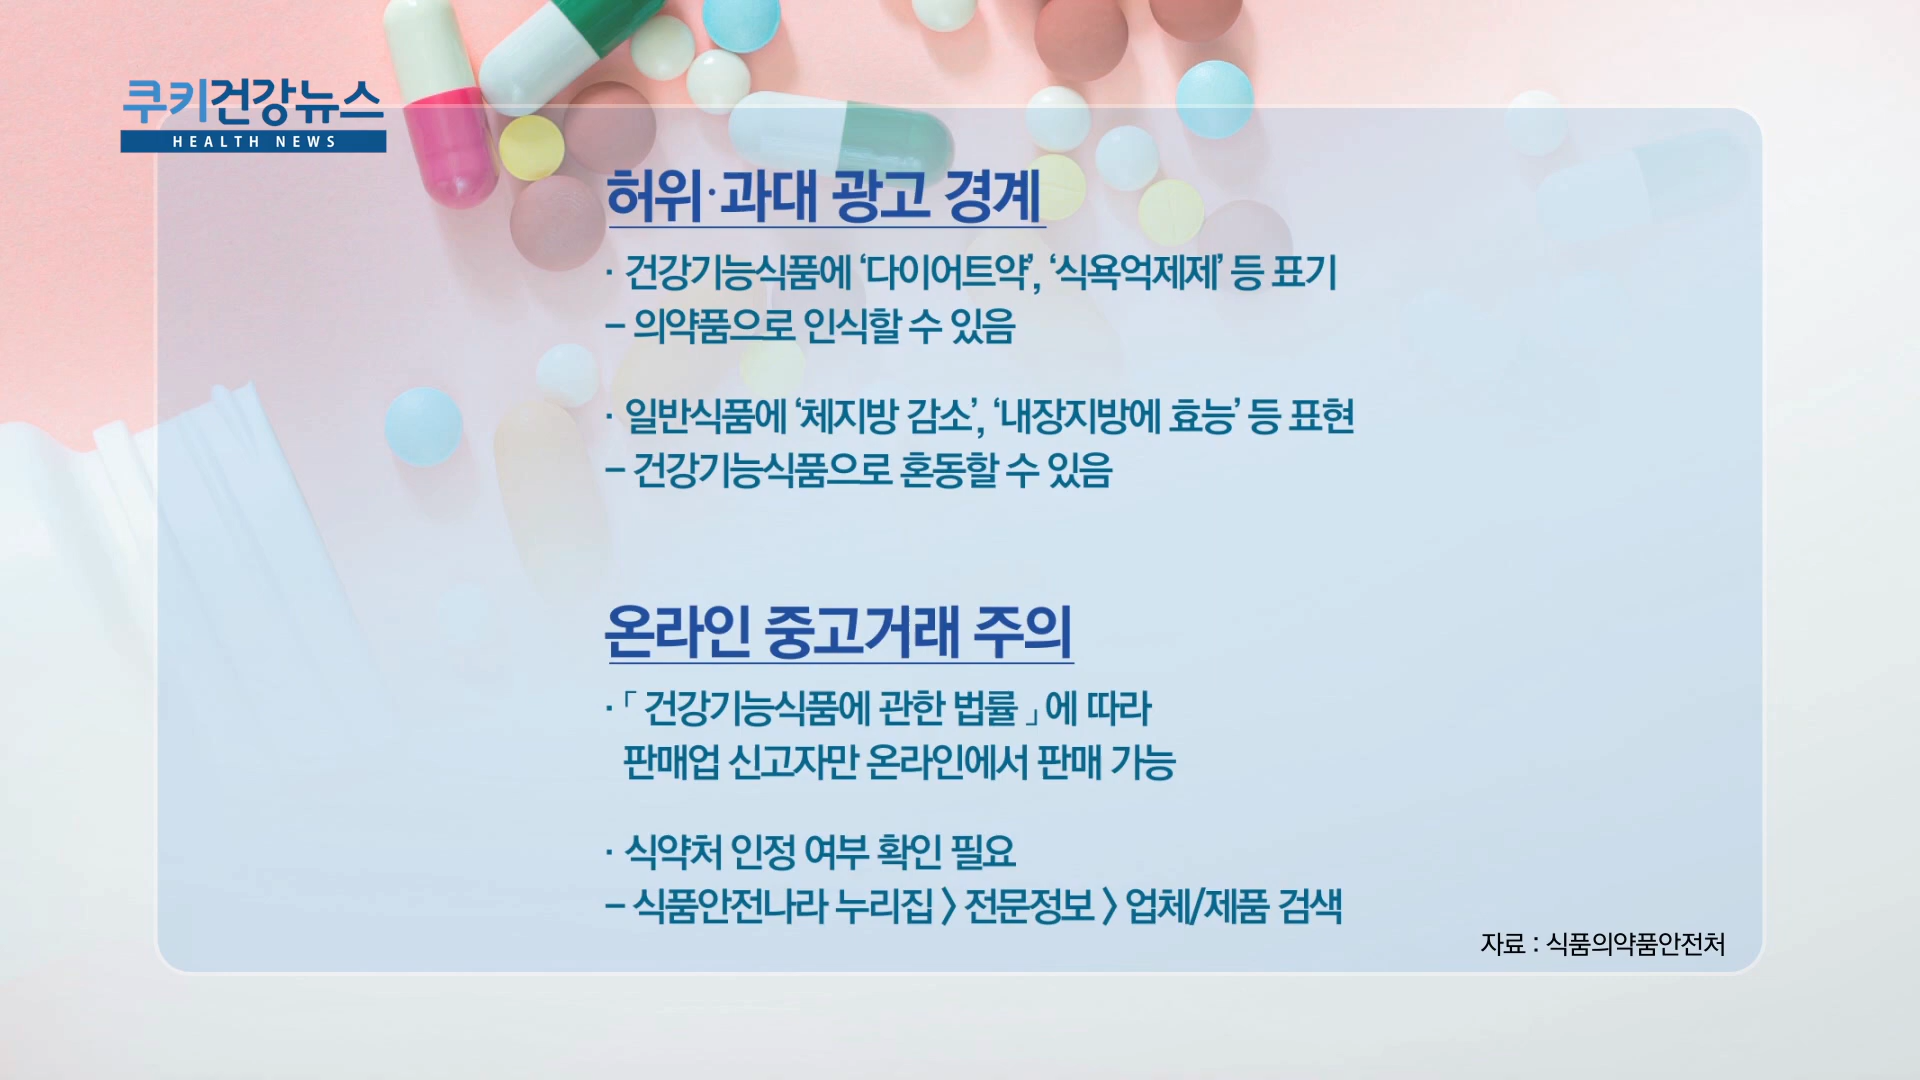 쿠키건강뉴스
HEALTH NEWS
허위·과대 광고 경계
· 건강기능식품에 ‘다이어트약’, ‘식욕억제제’ 등 표기
– 의약품으로 인식할 수 있음
· 일반식품에 ‘체지방 감소’, ‘내장지방에 효능’ 등 표현
– 건강기능식품으로 혼동할 수 있음
온라인 중고거래 주의
·「 건강기능식품에 관한 법률 」에 따라
판매업 신고자만 온라인에서 판매 가능
· 식약처 인정 여부 확인 필요
– 식품안전나라 누리집 > 전문정보 > 업체/제품 검색
자료 : 식품의약품안전처